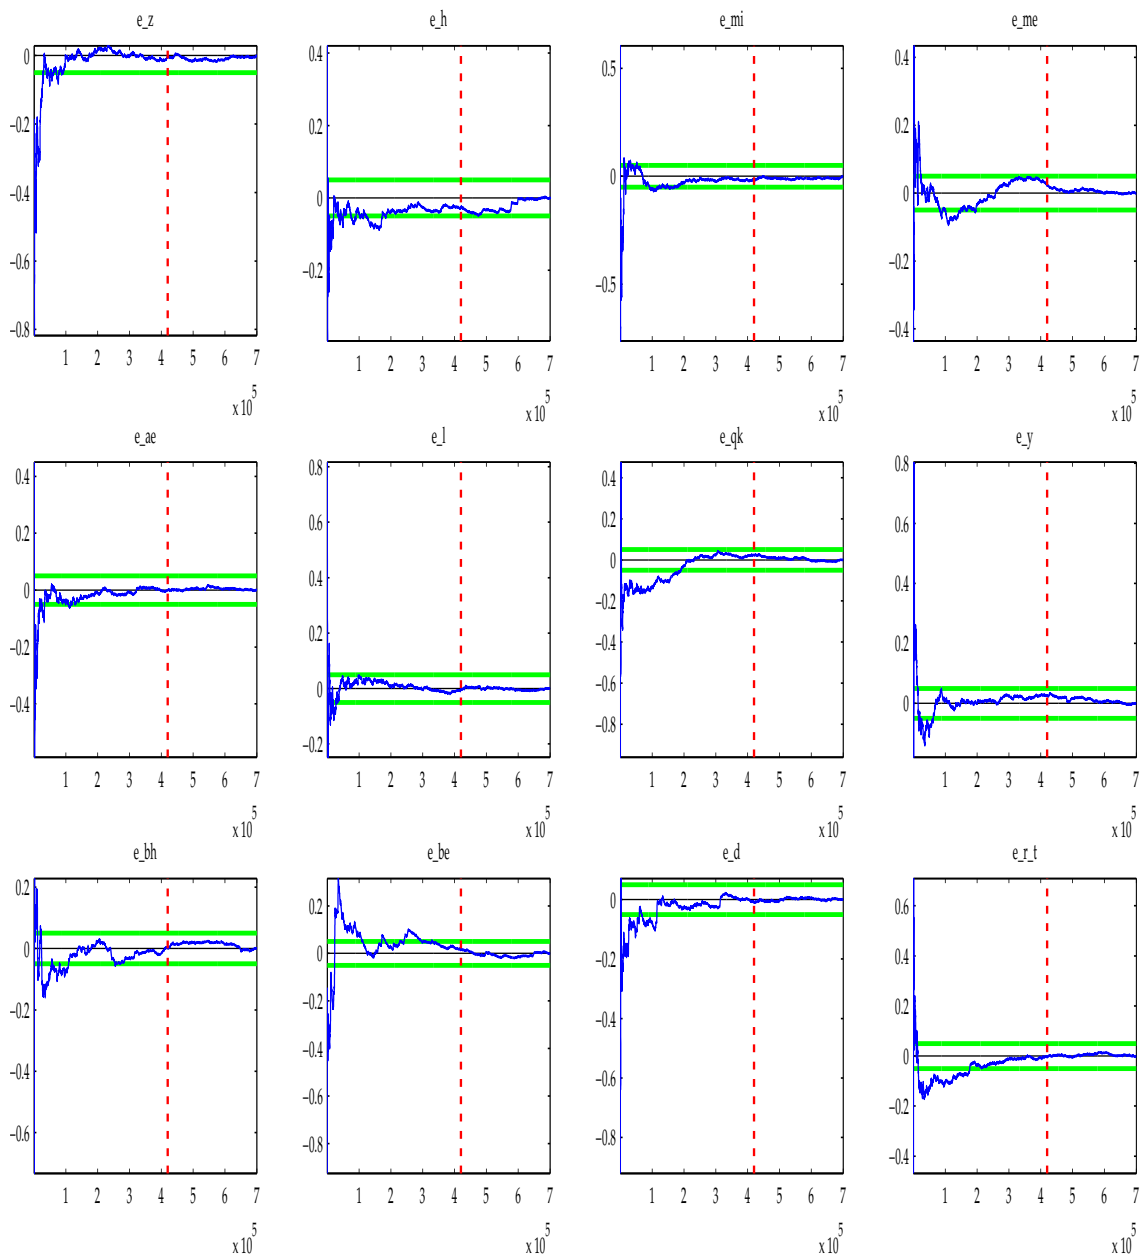 e_z e_h e_mi e_me
0 −0.2 −0.4 −0.6 −0.8
1 2 3 4 5 6 7
x 10^5
0.4 0.2 0 −0.2
1 2 3 4 5 6 7
x 10^5
0.5 0 −0.5
1 2 3 4 5 6 7
x 10^5
0.4 0.2 0 −0.2 −0.4
1 2 3 4 5 6 7
x 10^5
e_ae e_l e_qk e_y
0.4 0.2 0 −0.2 −0.4
1 2 3 4 5 6 7
x 10^5
0.8 0.6 0.4 0.2 0 −0.2
1 2 3 4 5 6 7
x 10^5
0.4 0.2 0 −0.2 −0.4 −0.6 −0.8
1 2 3 4 5 6 7
x 10^5
0.8 0.6 0.4 0.2 0
1 2 3 4 5 6 7
x 10^5
e_bh e_be e_d e_r_t
0.2 0 −0.2 −0.4 −0.6
1 2 3 4 5 6 7
x 10^5
0.2 0 −0.2 −0.4 −0.6 −0.8
1 2 3 4 5 6 7
x 10^5
0 −0.2 −0.4 −0.6 −0.8
1 2 3 4 5 6 7
x 10^5
0.6 0.4 0.2 0 −0.2 −0.4
1 2 3 4 5 6 7
x 10^5